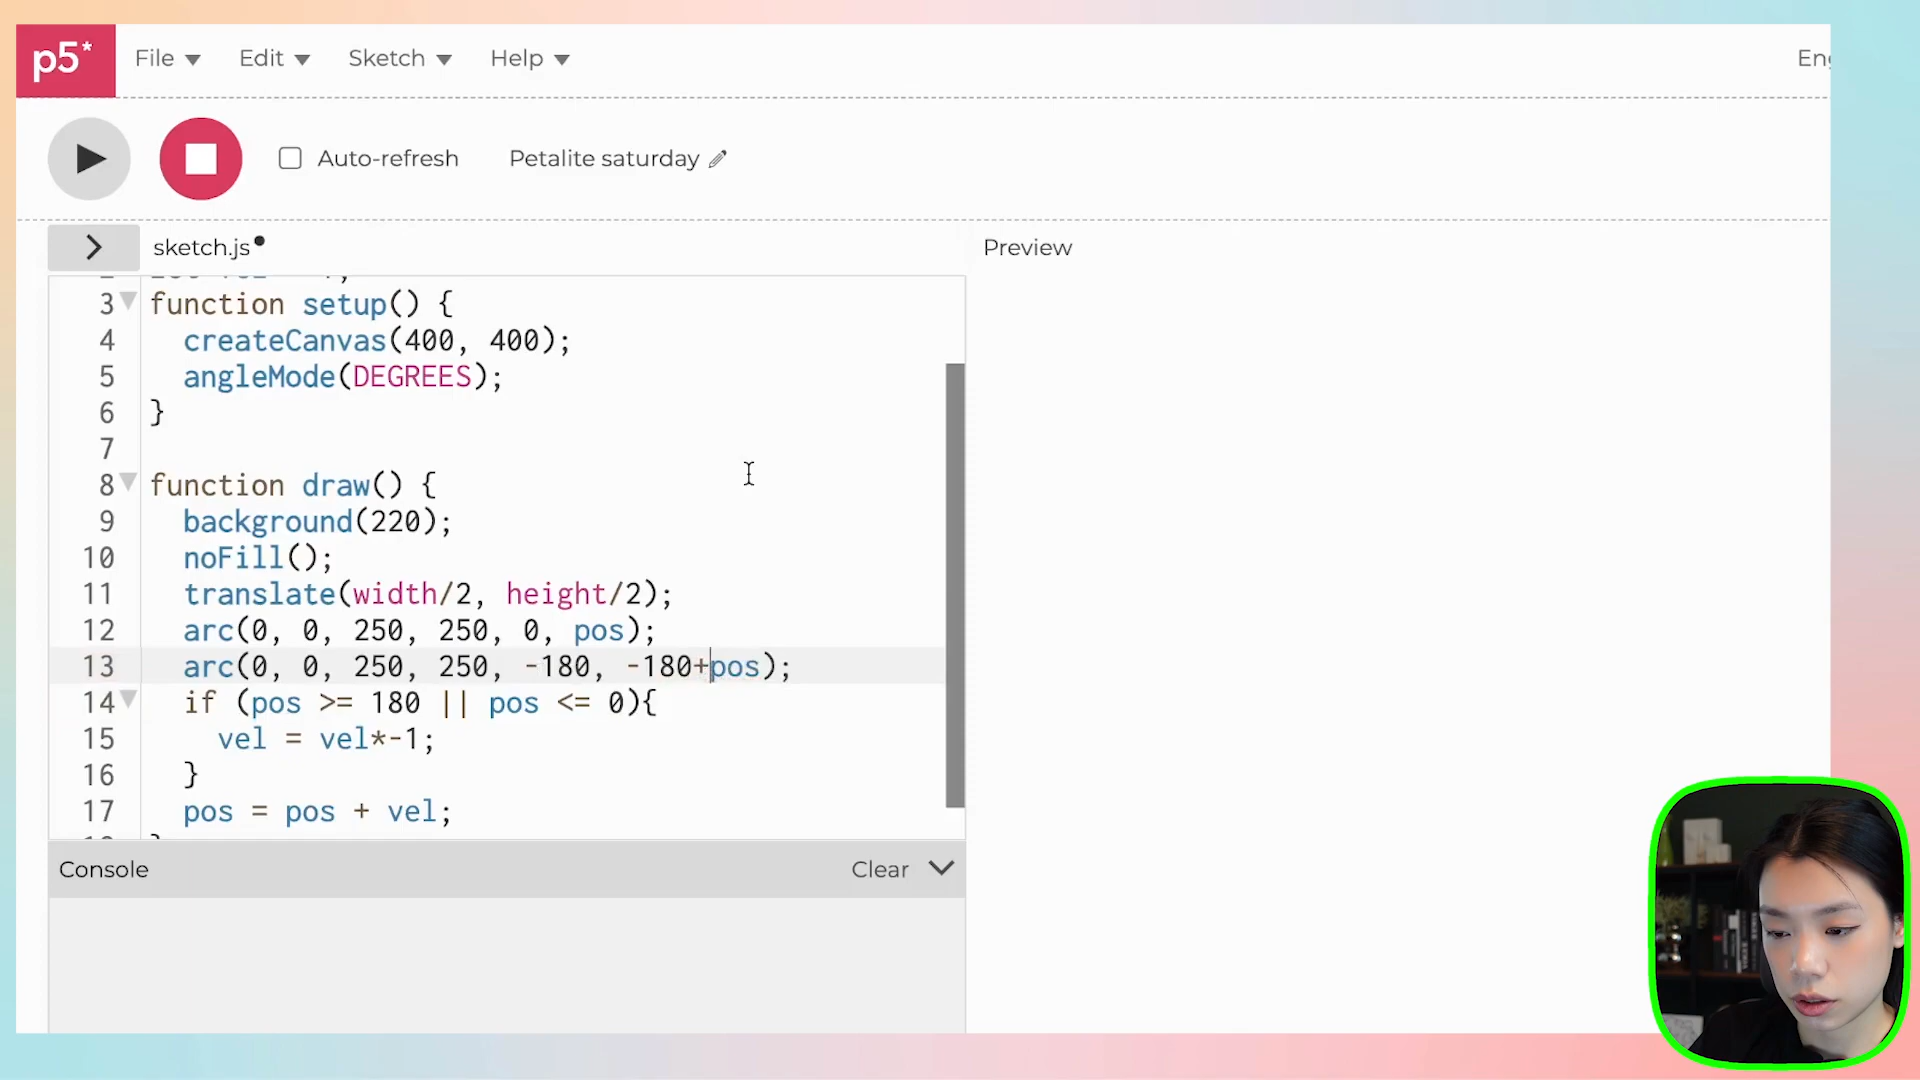 p5*
File Edit Sketch Help
Auto-refresh Petalite saturday
sketch.js
Preview
3 function setup() {
4 createCanvas(400, 400);
5 angleMode(DEGREES);
6 }
7
8 function draw() {
9 background(220);
10 noFill();
11 translate(width/2, height/2);
12 arc(0, 0, 250, 250, 0, pos);
13 arc(0, 0, 250, 250, -180, -180+pos);
14 if (pos >= 180 || pos <= 0){
15 vel = vel*-1;
16 }
17 pos = pos + vel;
Console Clear